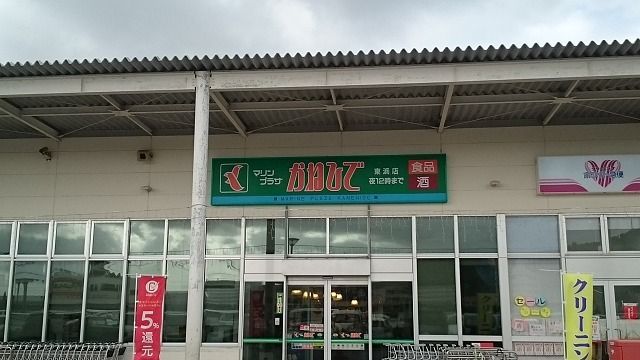 マリン
プラザ
かねひで
東浜店
夜12時まで
食品
酒
MARINE PLAZA KANEHIDE
5%
還元
セール
クリーニン